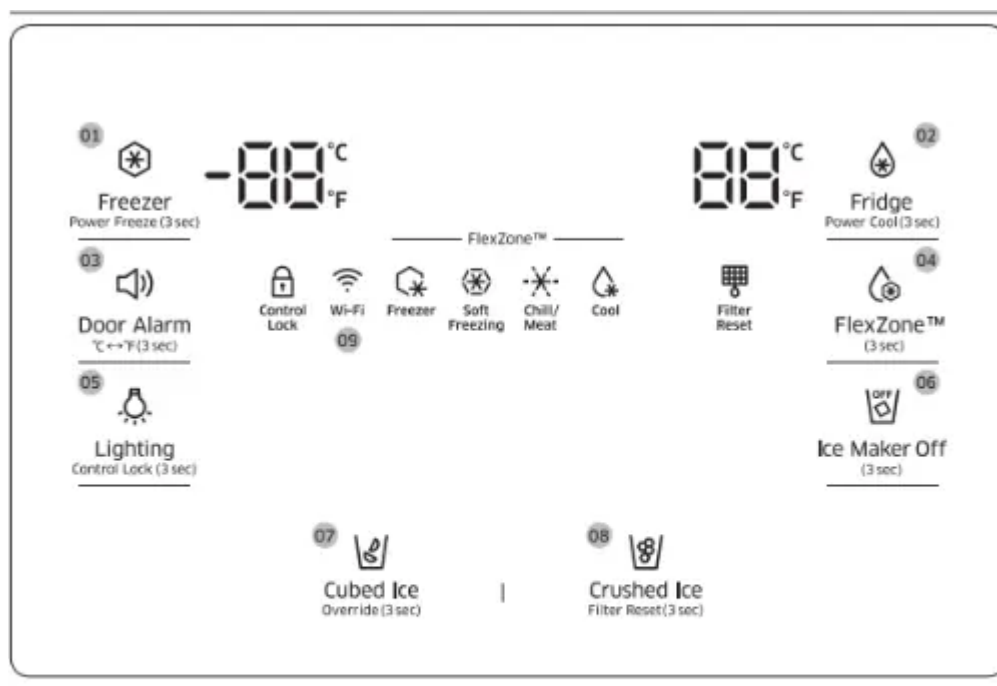 01
Freezer
Power Freeze (3 sec)
-88 °C °F
88 °C °F
02
Fridge
Power Cool (3 sec)
FlexZone™
03
Door Alarm
℃↔℉(3 sec)
Control Lock
Wi-Fi
09
Freezer
Soft Freezing
Chill/ Meat
Cool
Filter Reset
04
FlexZone™
(3 sec)
05
Lighting
Control Lock (3 sec)
OFF
06
Ice Maker Off
(3 sec)
07
Cubed Ice
Override (3 sec)
08
Crushed Ice
Filter Reset (3 sec)